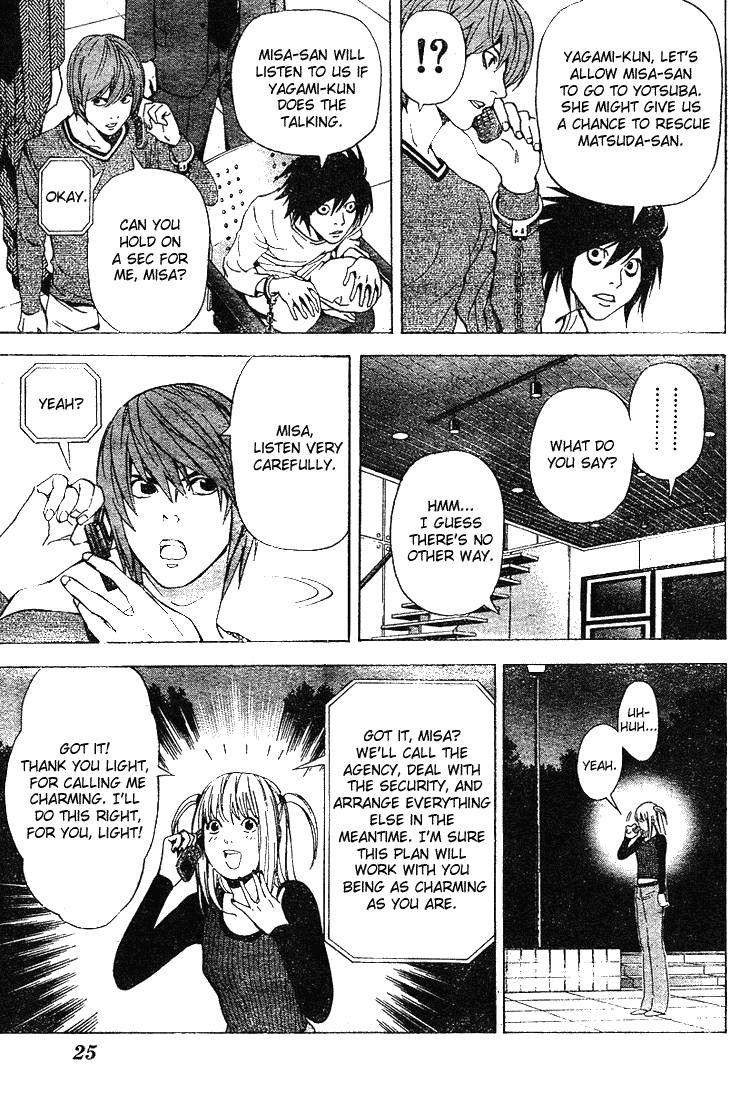 YAGAMI-KUN, LET'S
ALLOW MISA-SAN
TO GO TO YOTSUBA.
SHE MIGHT GIVE US
A CHANCE TO RESCUE
MATSUDA-SAN.
!?
MISA-SAN WILL
LISTEN TO US IF
YAGAMI-KUN
DOES THE
TALKING.
CAN YOU
HOLD ON
A SEC FOR
ME, MISA?
OKAY.
........
WHAT DO
YOU SAY?
HMM...
I GUESS
THERE'S NO
OTHER WAY.
MISA,
LISTEN VERY
CAREFULLY.
YEAH?
UH-
HUH...
YEAH.
GOT IT, MISA?
WE'LL CALL THE
AGENCY, DEAL WITH
THE SECURITY, AND
ARRANGE EVERYTHING
ELSE IN THE
MEANTIME. I'M SURE
THIS PLAN WILL
WORK WITH YOU
BEING AS CHARMING
AS YOU ARE.
GOT IT!
THANK YOU LIGHT,
FOR CALLING ME
CHARMING. I'LL
DO THIS RIGHT,
FOR YOU, LIGHT!
25